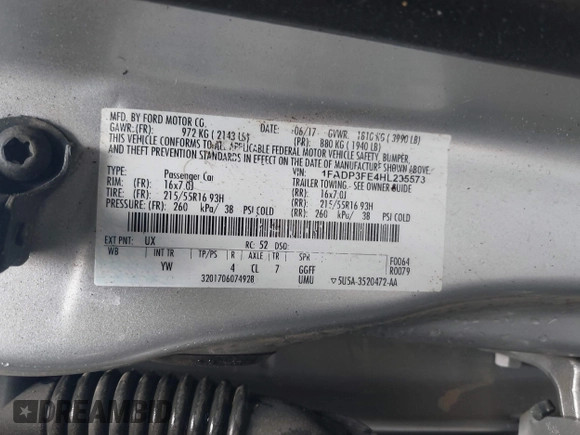 MFD. BY FORD MOTOR CO.
DATE: 06/17 GVWR: 1810 KG ( 3990 LB)
GAWR: (FR): 972 KG ( 2143 LB) (RR): 880 KG ( 1940 LB)
THIS VEHICLE CONFORMS TO ALL APPLICABLE FEDERAL MOTOR VEHICLE SAFETY, BUMPER,
AND THEFT PREVENTION STANDARDS IN EFFECT ON THE DATE OF MANUFACTURE SHOWN ABOVE.
VIN: 1FADP3FE4HL235573
TYPE: Passenger Car TRAILER TOWING - SEE OWNER GUIDE
RIM: (FR) 16x7.0J (RR) 16x7.0J
TIRE: (FR) 215/55R16 93H (RR) 215/55R16 93H
PRESSURE: (FR) 260 kPa/ 38 PSI COLD (RR) 260 kPa/ 38 PSI COLD
EXT PNT: UX RC: 52 DSO:
WB INT TR TP/PS R AXLE TR SPR F0064
YW 4 CL 7 GGFF R0079
3201706074928 UMU 5U5A-3520472-AA
DREAMBID